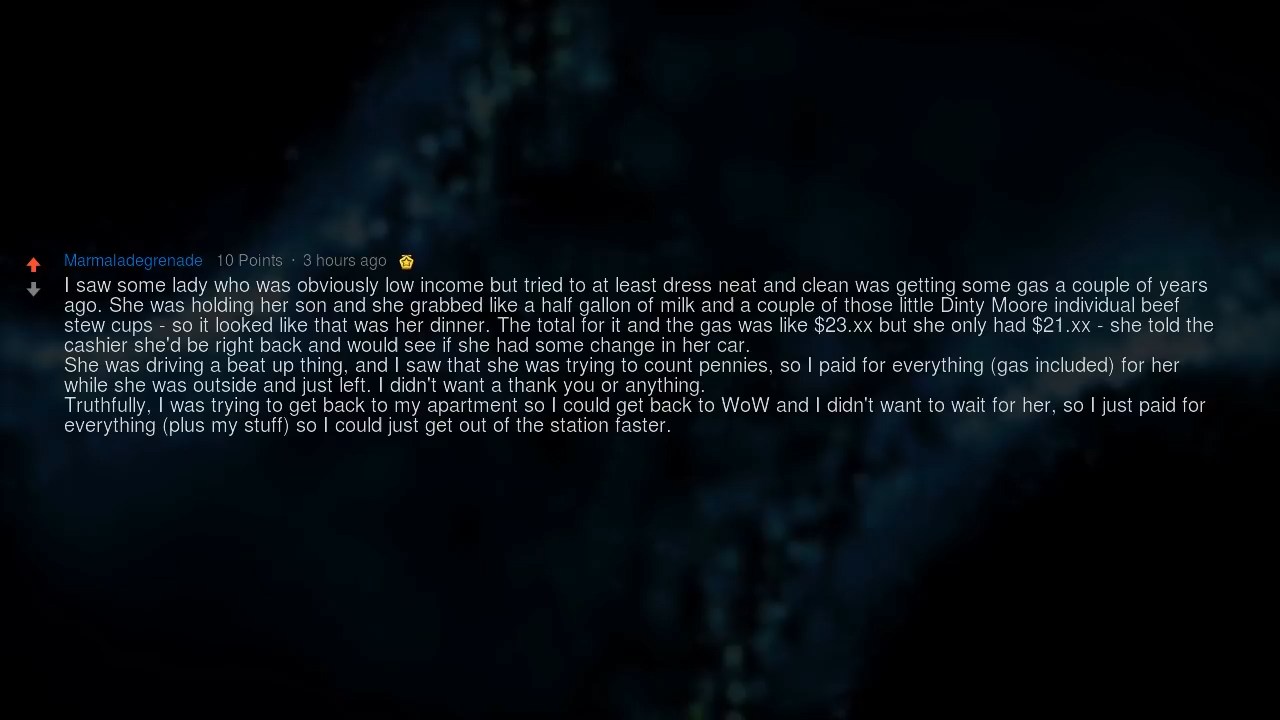 Marmaladegrenade 10 Points · 3 hours ago
I saw some lady who was obviously low income but tried to at least dress neat and clean was getting some gas a couple of years
ago. She was holding her son and she grabbed like a half gallon of milk and a couple of those little Dinty Moore individual beef
stew cups - so it looked like that was her dinner. The total for it and the gas was like $23.xx but she only had $21.xx - she told the
cashier she'd be right back and would see if she had some change in her car.
She was driving a beat up thing, and I saw that she was trying to count pennies, so I paid for everything (gas included) for her
while she was outside and just left. I didn't want a thank you or anything.
Truthfully, I was trying to get back to my apartment so I could get back to WoW and I didn't want to wait for her, so I just paid for
everything (plus my stuff) so I could just get out of the station faster.